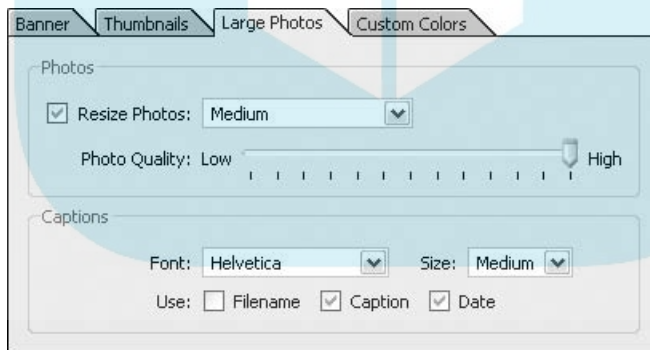 Banner Thumbnails Large Photos Custom Colors
Photos
Resize Photos: Medium
Photo Quality: Low High
Captions
Font: Helvetica Size: Medium
Use: Filename Caption Date